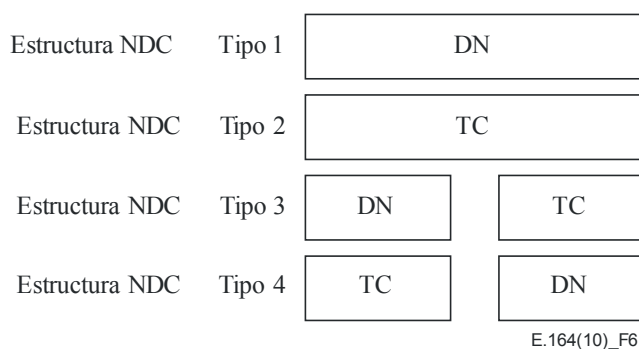 Estructura NDC Tipo 1 DN
Estructura NDC Tipo 2 TC
Estructura NDC Tipo 3 DN TC
Estructura NDC Tipo 4 TC DN
E.164(10)_F6